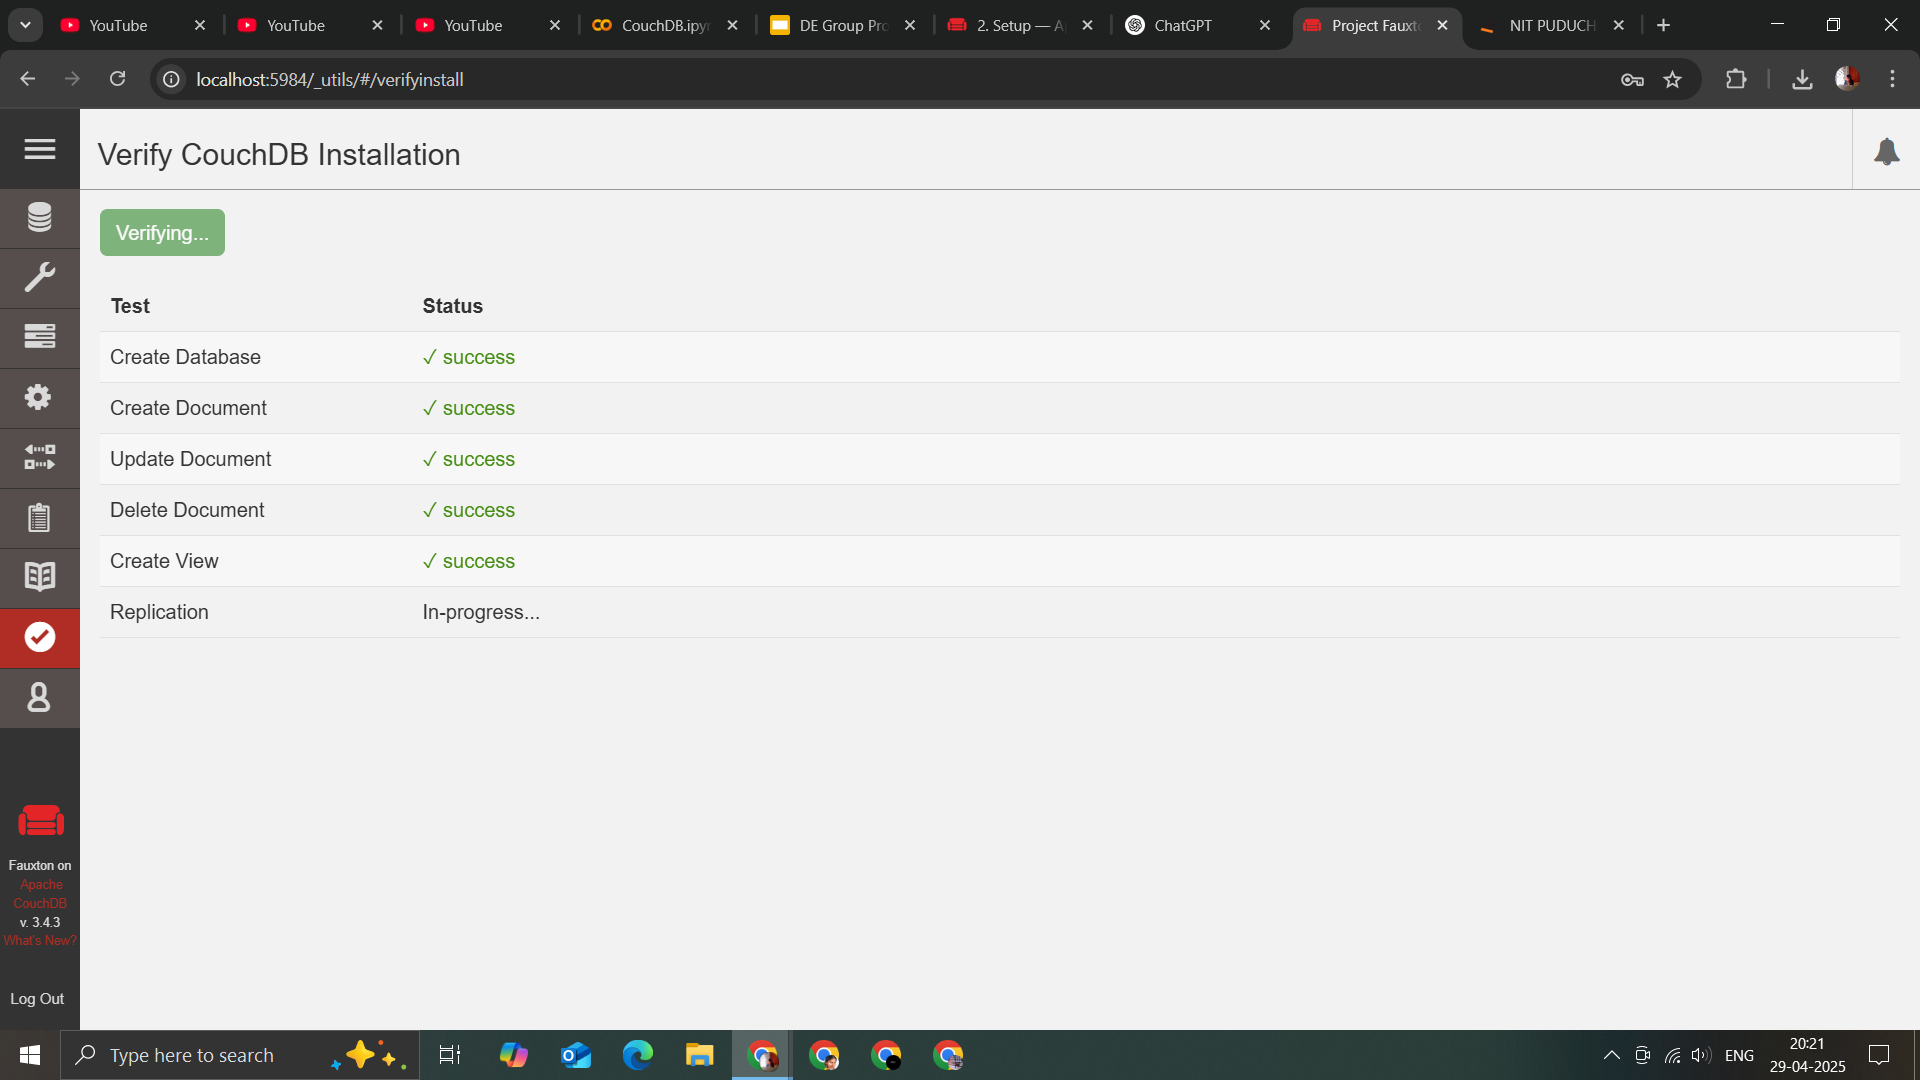 YouTube
YouTube
YouTube
CouchDB.ipy
DE Group Pro
2. Setup — A
ChatGPT
Project Fauxt
NIT PUDUCH
localhost:5984/_utils/#/verifyinstall
Verify CouchDB Installation
Verifying...
Test Status
Create Database ✓ success
Create Document ✓ success
Update Document ✓ success
Delete Document ✓ success
Create View ✓ success
Replication In-progress...
Fauxton on
Apache
CouchDB
v. 3.4.3
What's New?
Log Out
Type here to search
ENG
20:21
29-04-2025